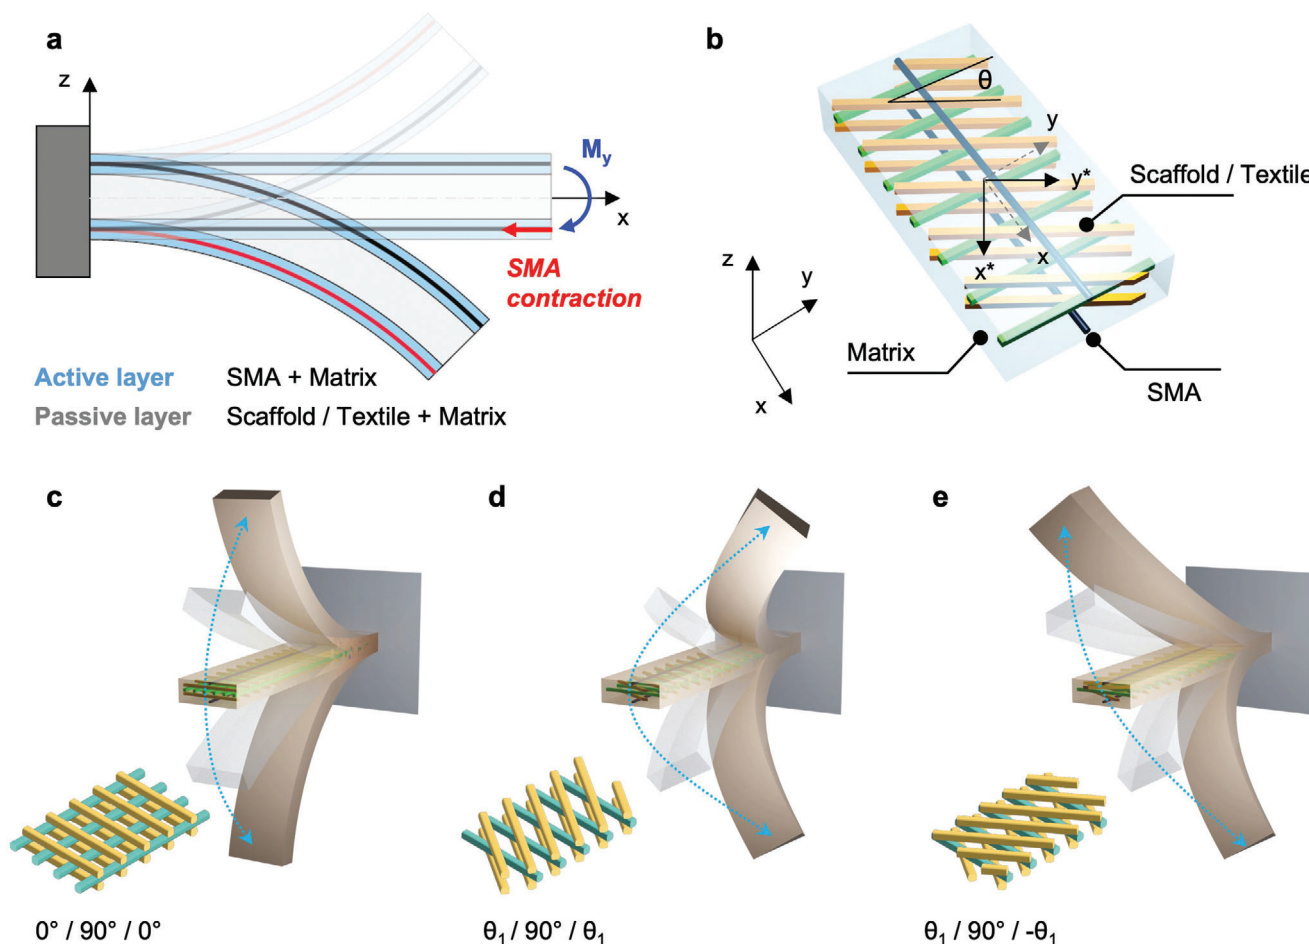 a
z
M_y
x
SMA
contraction
Active layer SMA + Matrix
Passive layer Scaffold / Textile + Matrix
b
θ
y
y*
Scaffold / Textile
x*
x
z
y
x
Matrix
SMA
c
d
e
0° / 90° / 0°
θ₁ / 90° / θ₁
θ₁ / 90° / -θ₁